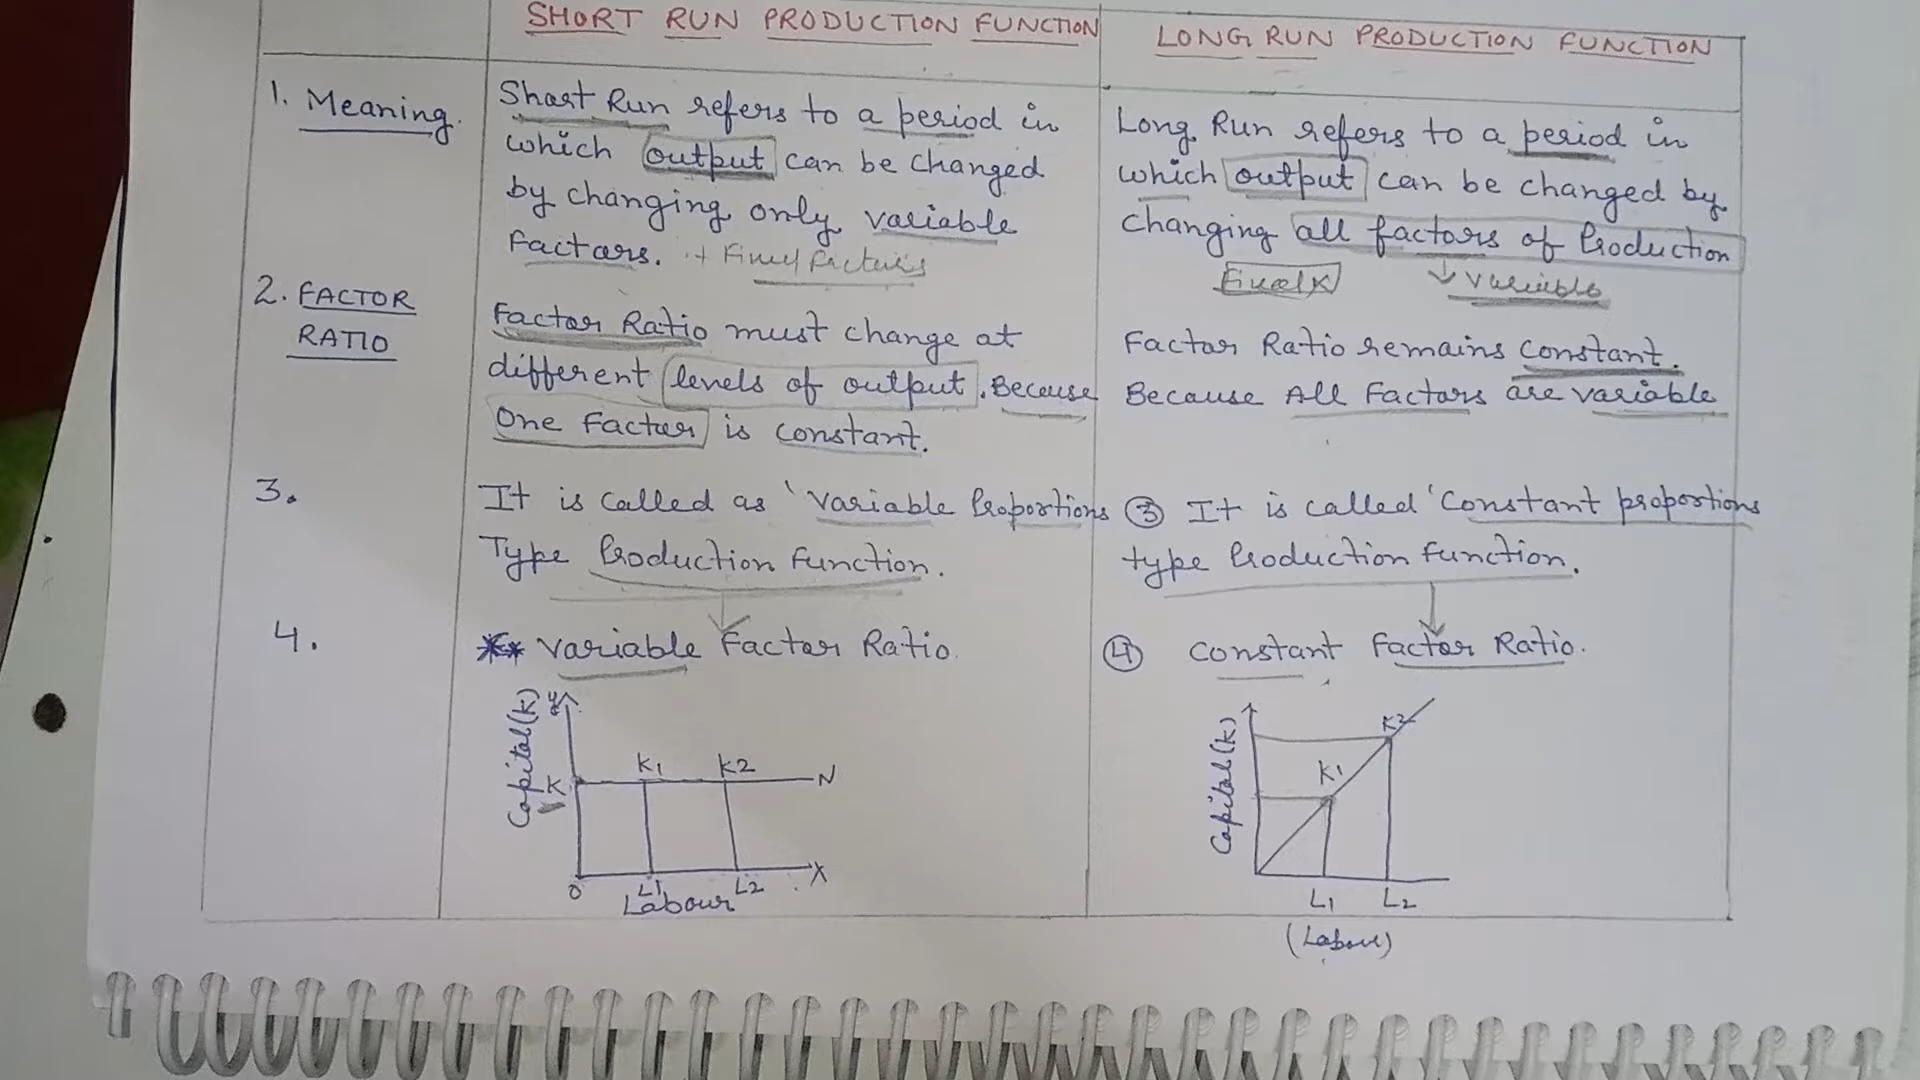 SHORT RUN PRODUCTION FUNCTION
LONG RUN PRODUCTION FUNCTION
1. Meaning.
Short Run refers to a period in
which output can be changed
by changing only variable
factors. +
Long Run refers to a period in
which output can be changed by
changing all factors of Production
variable
2. FACTOR
RATIO
Factor Ratio must change at
different levels of output. Because
One Factor is constant.
Factor Ratio remains constant.
Because All Factors are variable
3.
It is called as 'Variable Proportions
Type Production function.
③ It is called 'Constant proportions
type Production function.
4.
** Variable Factor Ratio.
④ Constant Factor Ratio.
Capital (K)
y
K
K1
K2
N
O
L1
L2
X
Labour
Capital (K)
K1
K2
L1
L2
(Labour)